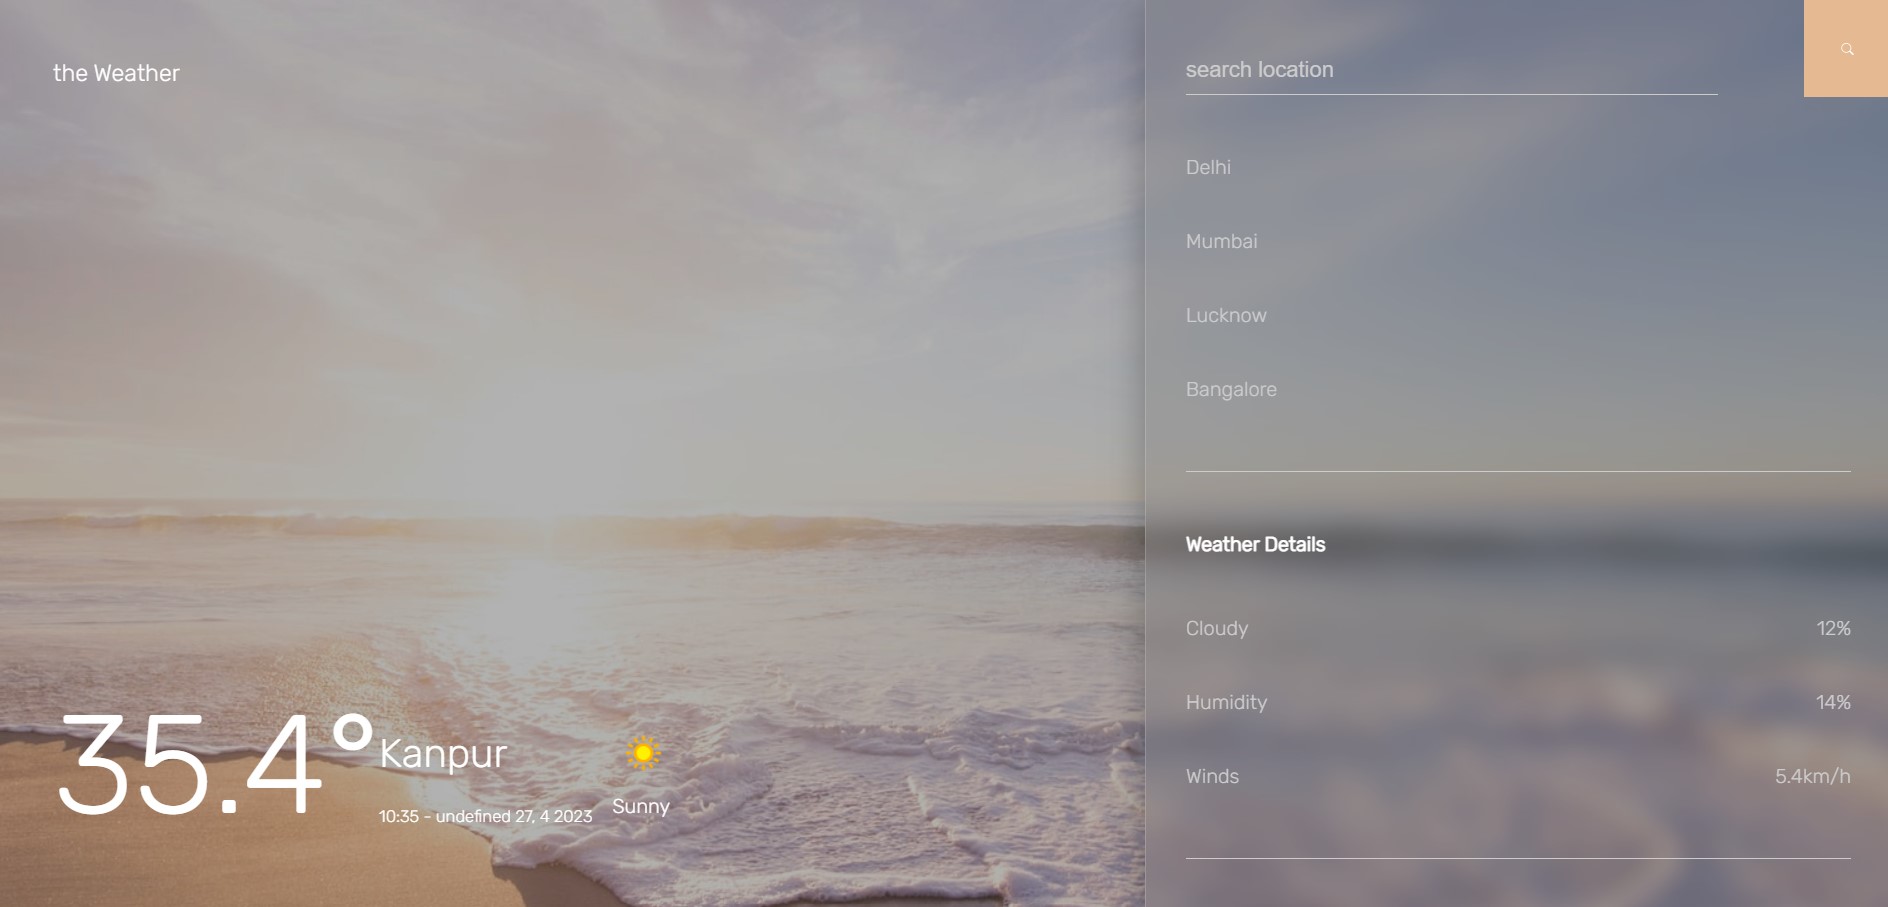 the Weather
35.4°
Kanpur
10:35 - undefined 27, 4 2023
Sunny
search location
Delhi
Mumbai
Lucknow
Bangalore
Weather Details
Cloudy 12%
Humidity 14%
Winds 5.4km/h